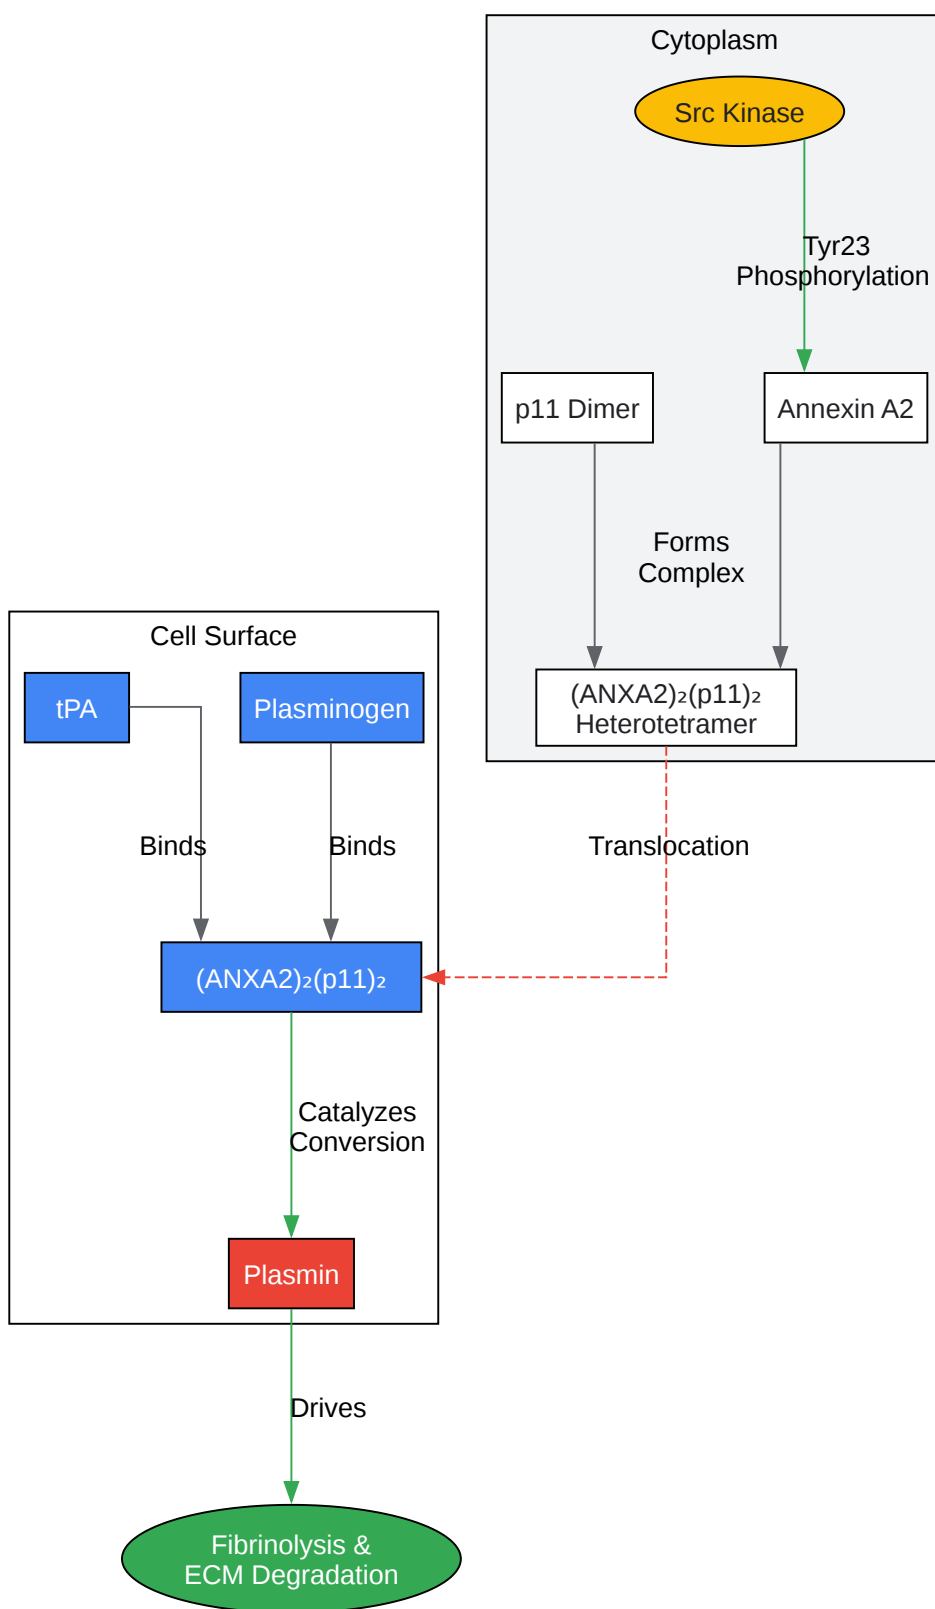 Cytoplasm
Src Kinase
Tyr23
Phosphorylation
p11 Dimer
Annexin A2
Forms
Complex
(ANXA2)₂(p11)₂
Heterotetramer
Translocation
Cell Surface
tPA
Plasminogen
Binds
Binds
(ANXA2)₂(p11)₂
Catalyzes
Conversion
Plasmin
Drives
Fibrinolysis &
ECM Degradation